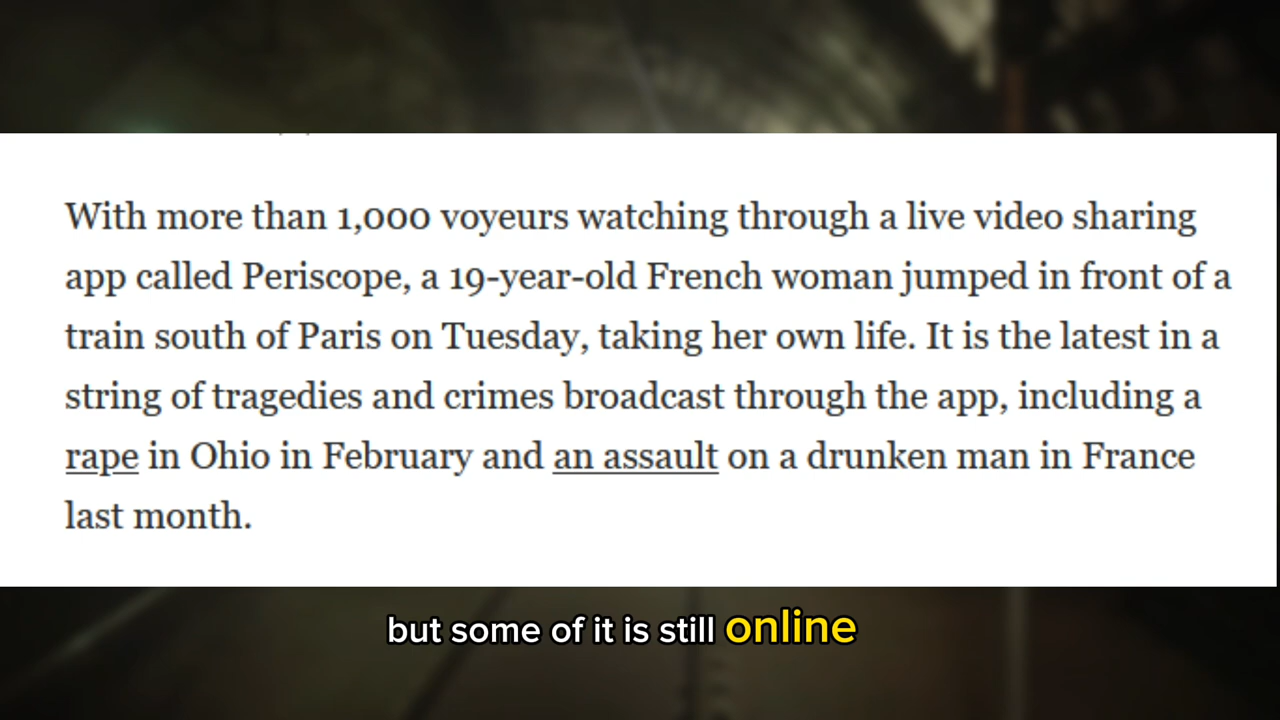 With more than 1,000 voyeurs watching through a live video sharing
app called Periscope, a 19-year-old French woman jumped in front of a
train south of Paris on Tuesday, taking her own life. It is the latest in a
string of tragedies and crimes broadcast through the app, including a
rape in Ohio in February and an assault on a drunken man in France
last month.
but some of it is still online